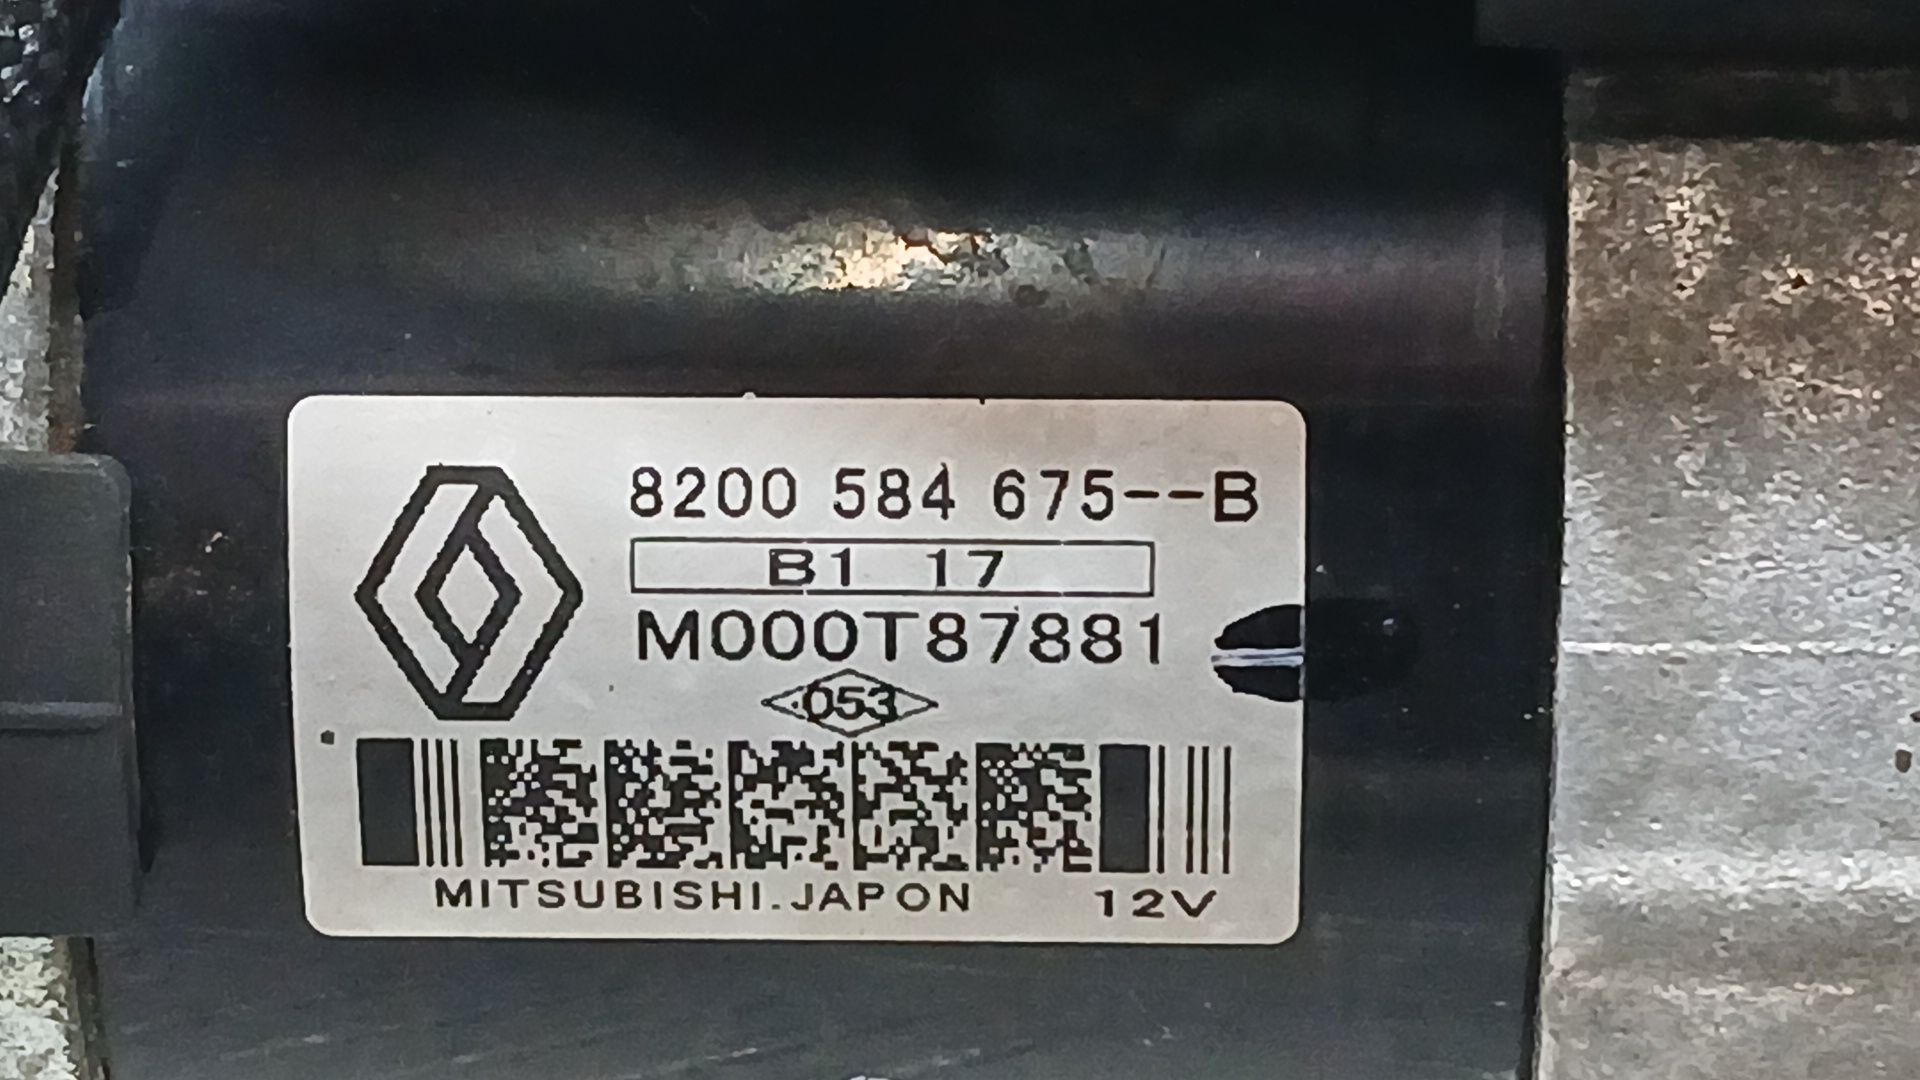 8200 584 675--B
B1 17
M000T87881
053
MITSUBISHI.JAPON 12V